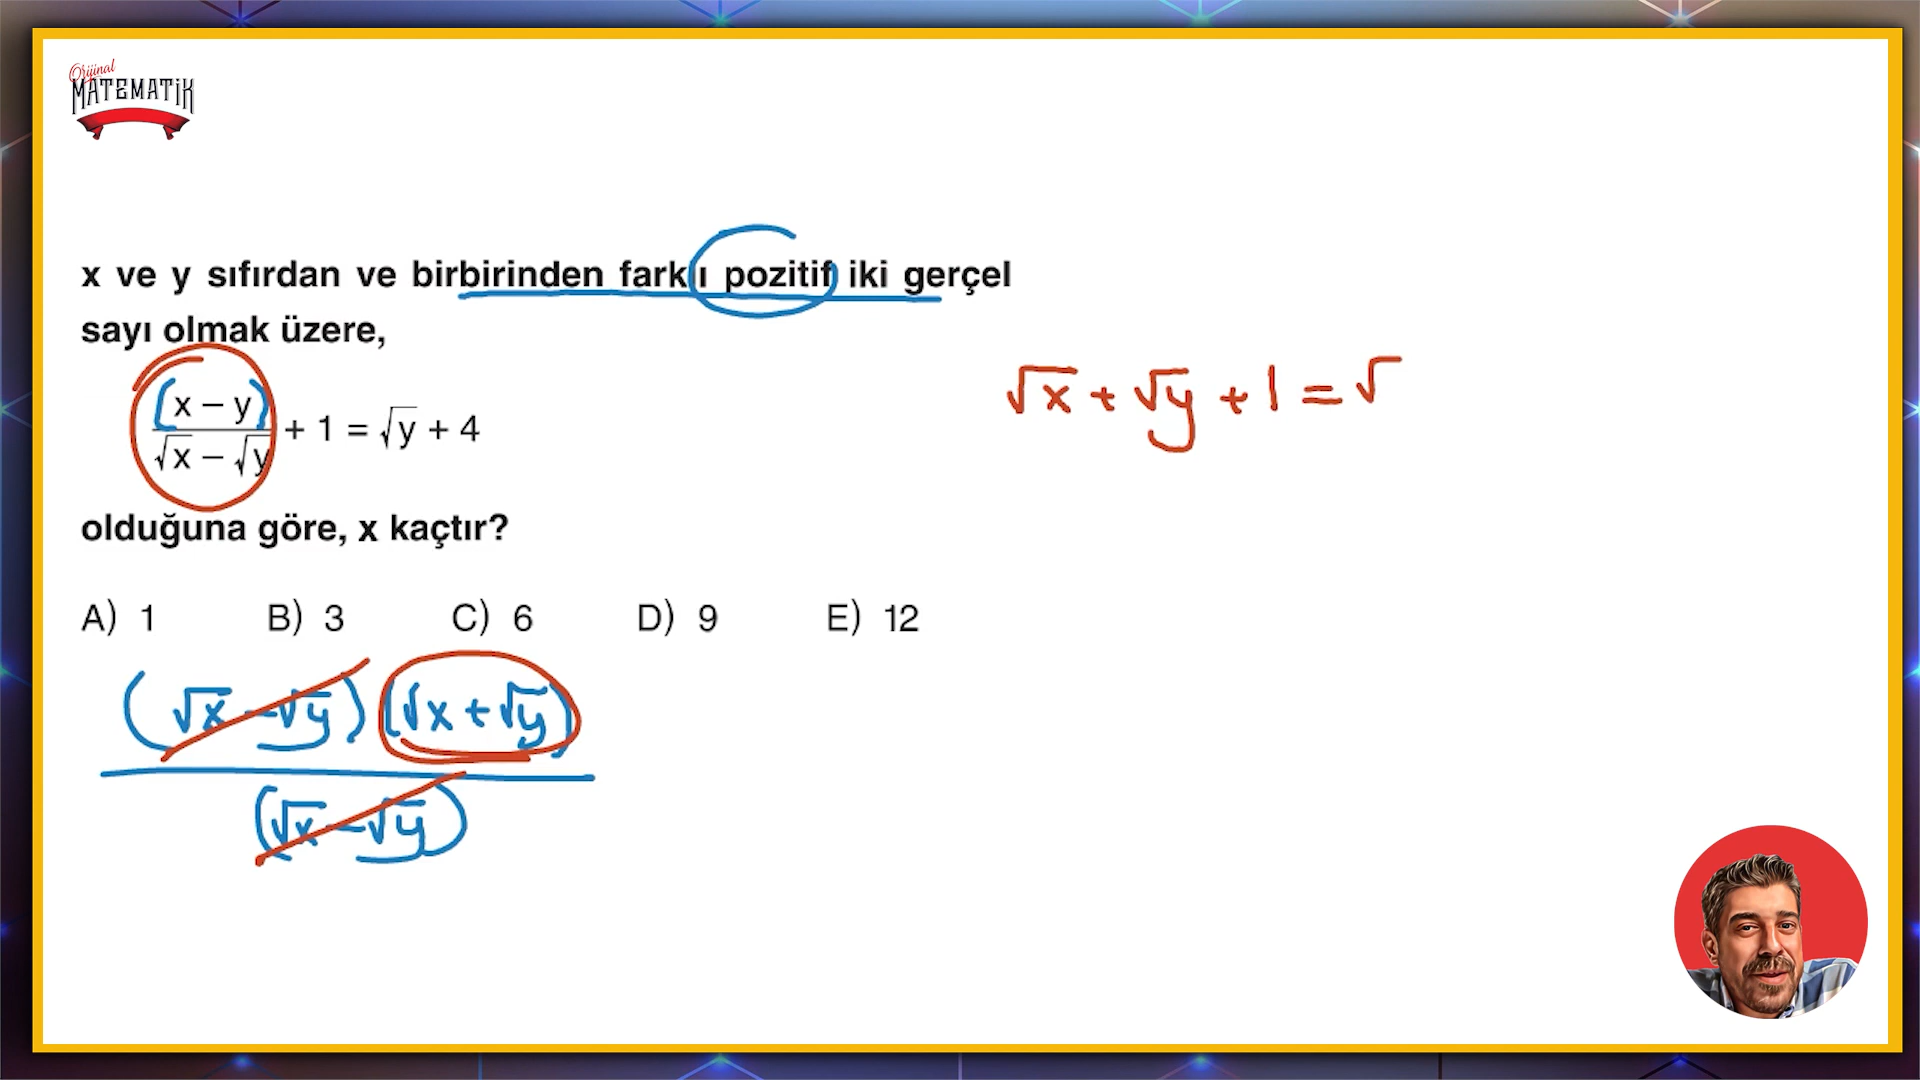 Orijinal
MATEMATİK
x ve y sıfırdan ve birbirinden farklı pozitif iki gerçel
sayı olmak üzere,
(x − y)
√x − √y
+ 1 = √y + 4
√x + √y + 1 = √
olduğuna göre, x kaçtır?
A) 1 B) 3 C) 6 D) 9 E) 12
(√x − √y) (√x + √y)
(√x − √y)